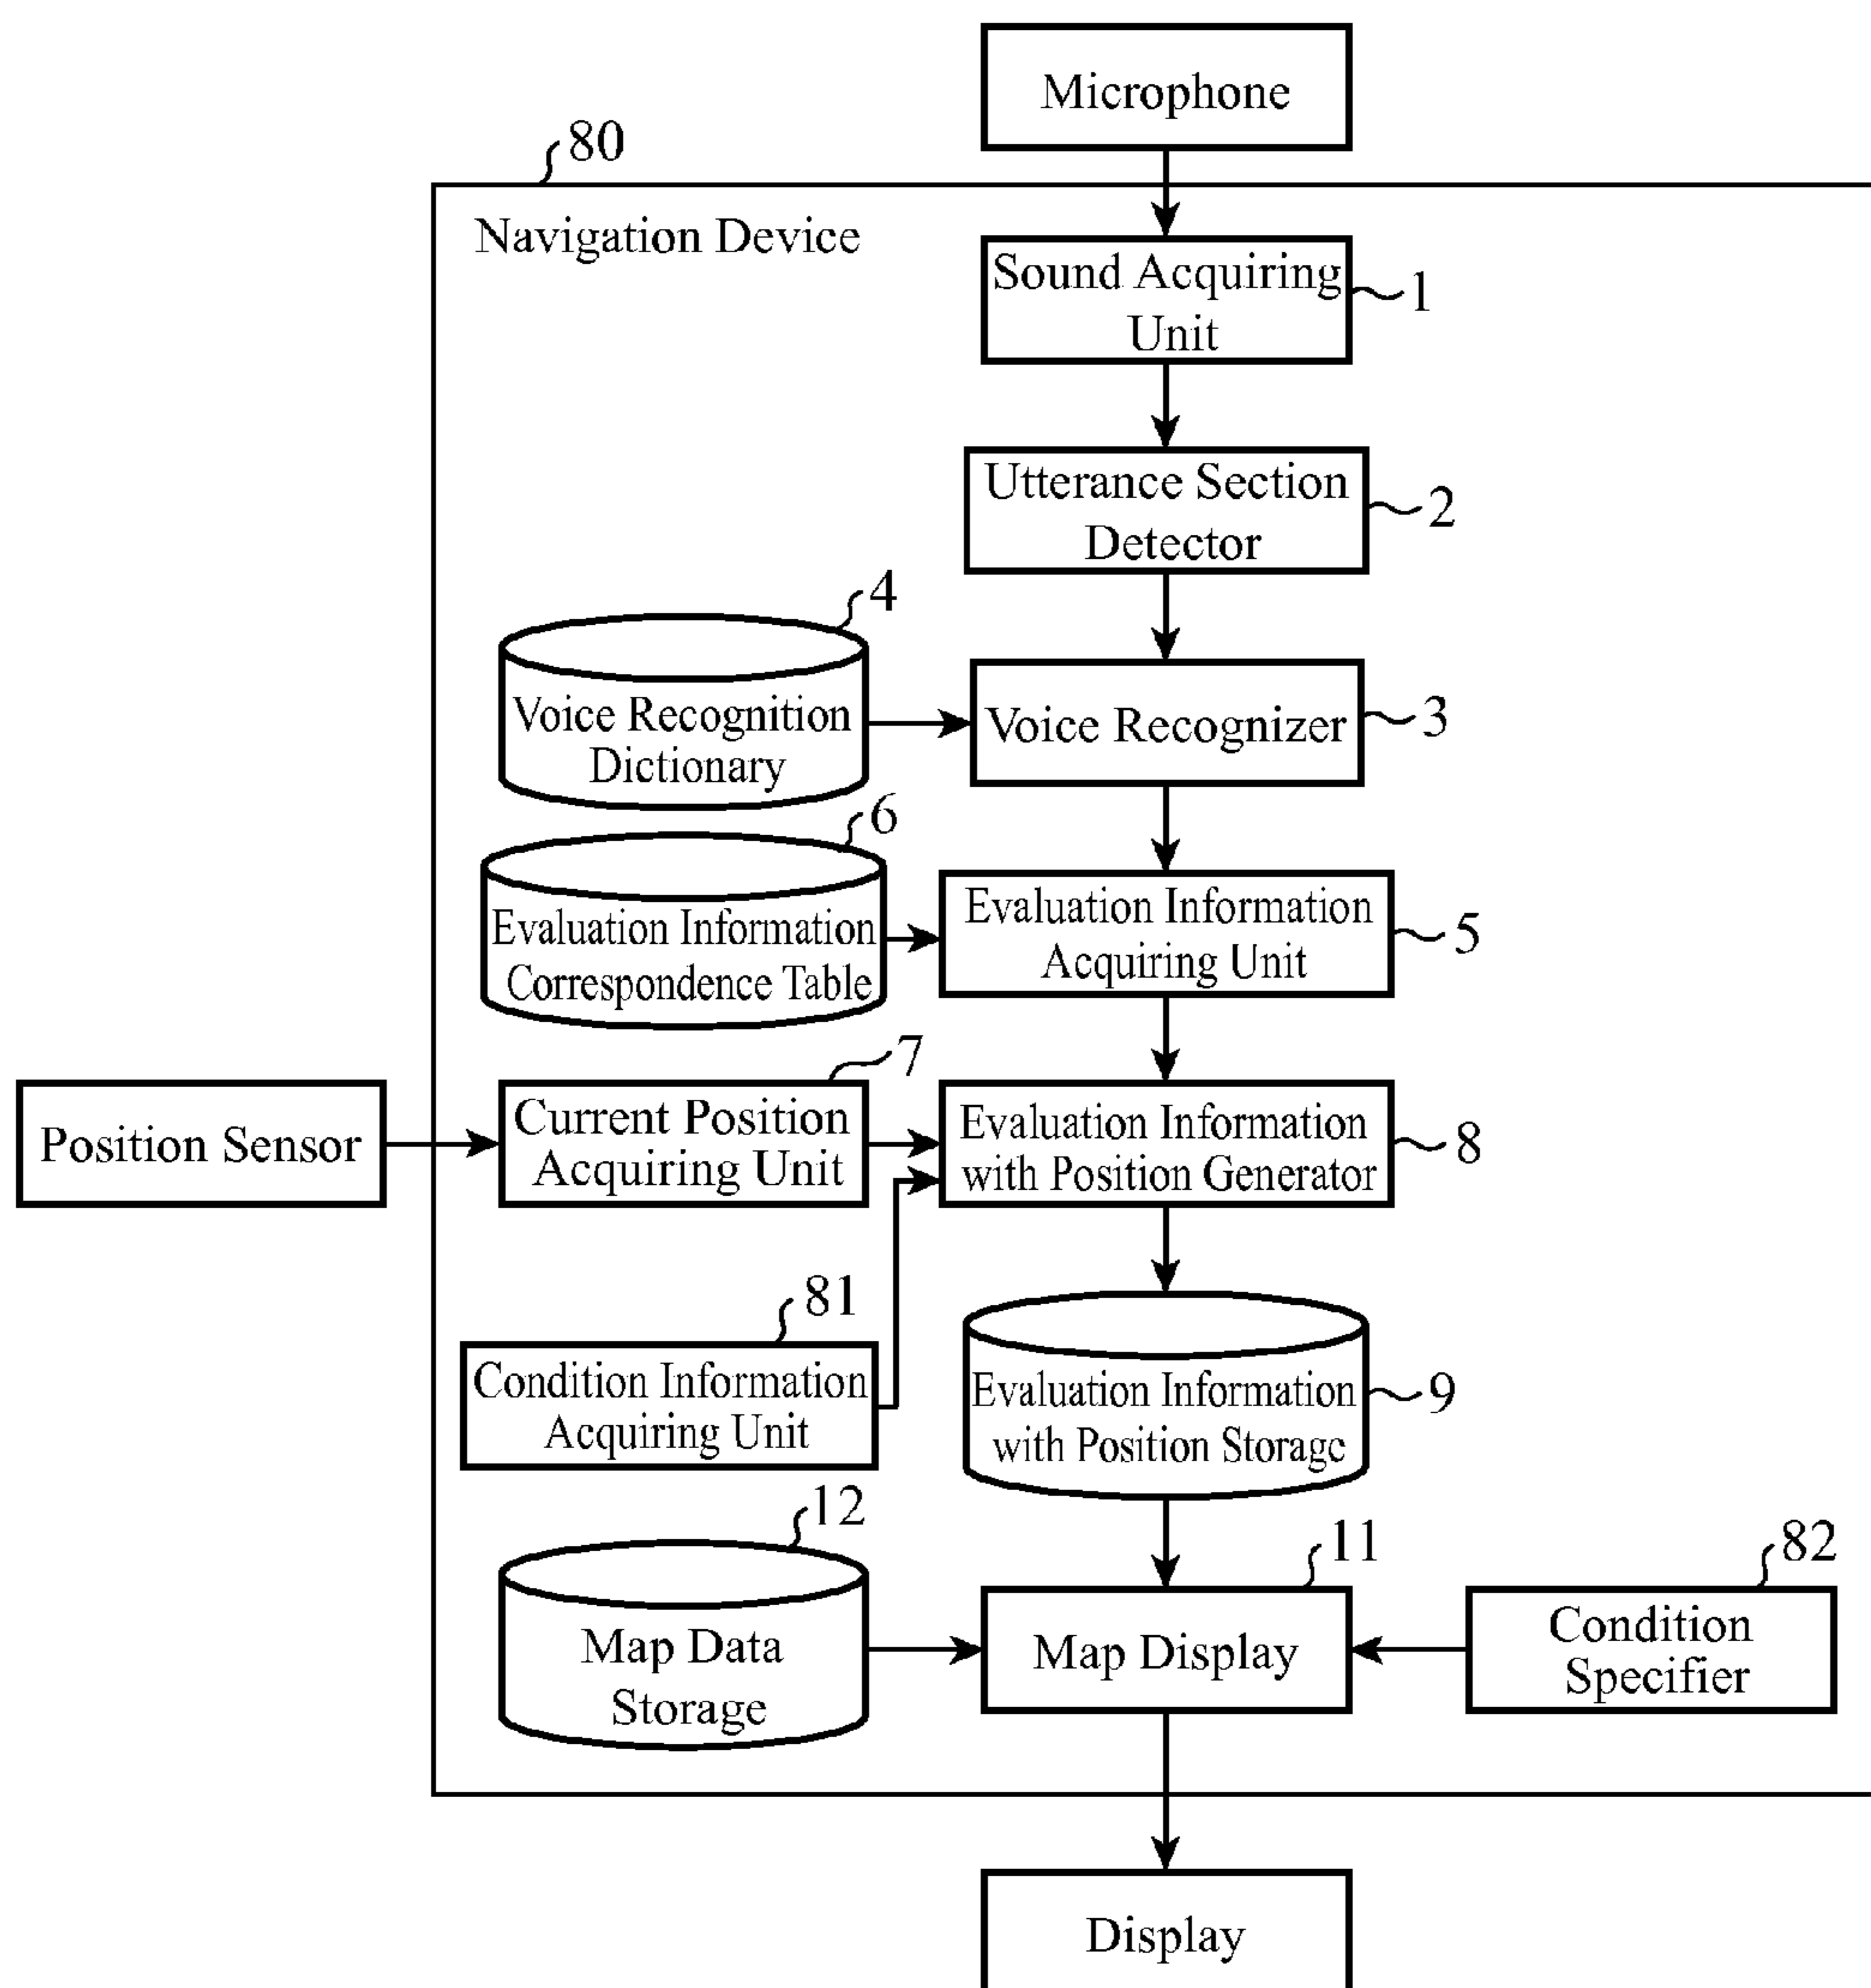 Microphone
80
Navigation Device
Sound Acquiring
Unit
1
Utterance Section
Detector
2
4
Voice Recognition
Dictionary
Voice Recognizer
3
6
Evaluation Information
Correspondence Table
Evaluation Information
Acquiring Unit
5
Position Sensor
7
Current Position
Acquiring Unit
Evaluation Information
with Position Generator
8
81
Condition Information
Acquiring Unit
Evaluation Information
with Position Storage
9
12
Map Data
Storage
11
Map Display
82
Condition
Specifier
Display